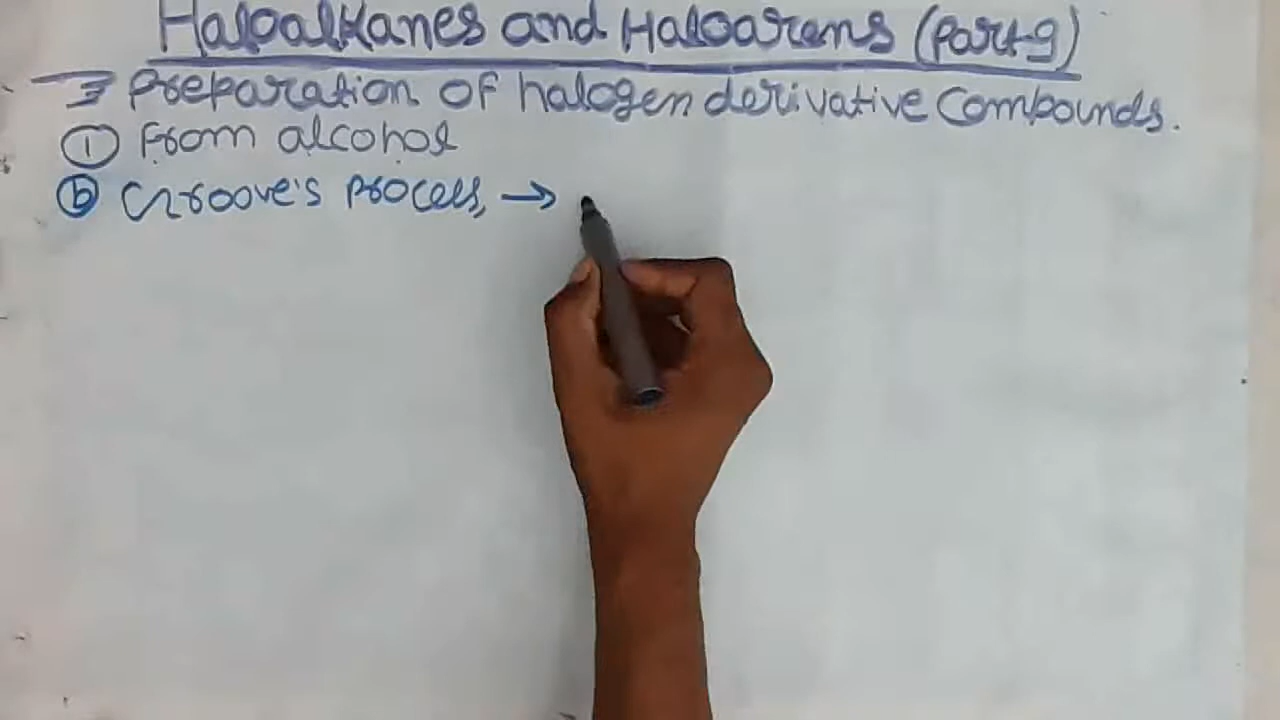 Haloalkanes and Haloarens (Part-9)
⇒ Preparation of halogen derivative Compounds.
① From alcohol
ⓑ Groove's Process, →